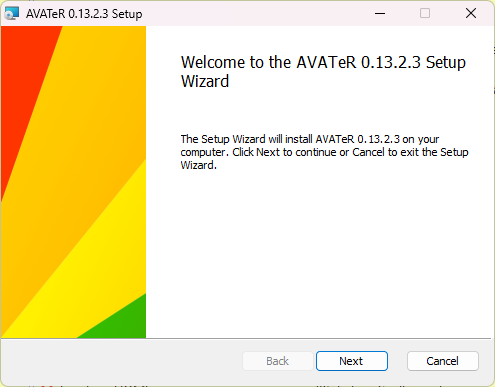 AVATeR 0.13.2.3 Setup
Welcome to the AVATeR 0.13.2.3 Setup
Wizard
The Setup Wizard will install AVATeR 0.13.2.3 on your
computer. Click Next to continue or Cancel to exit the Setup
Wizard.
Back
Next
Cancel